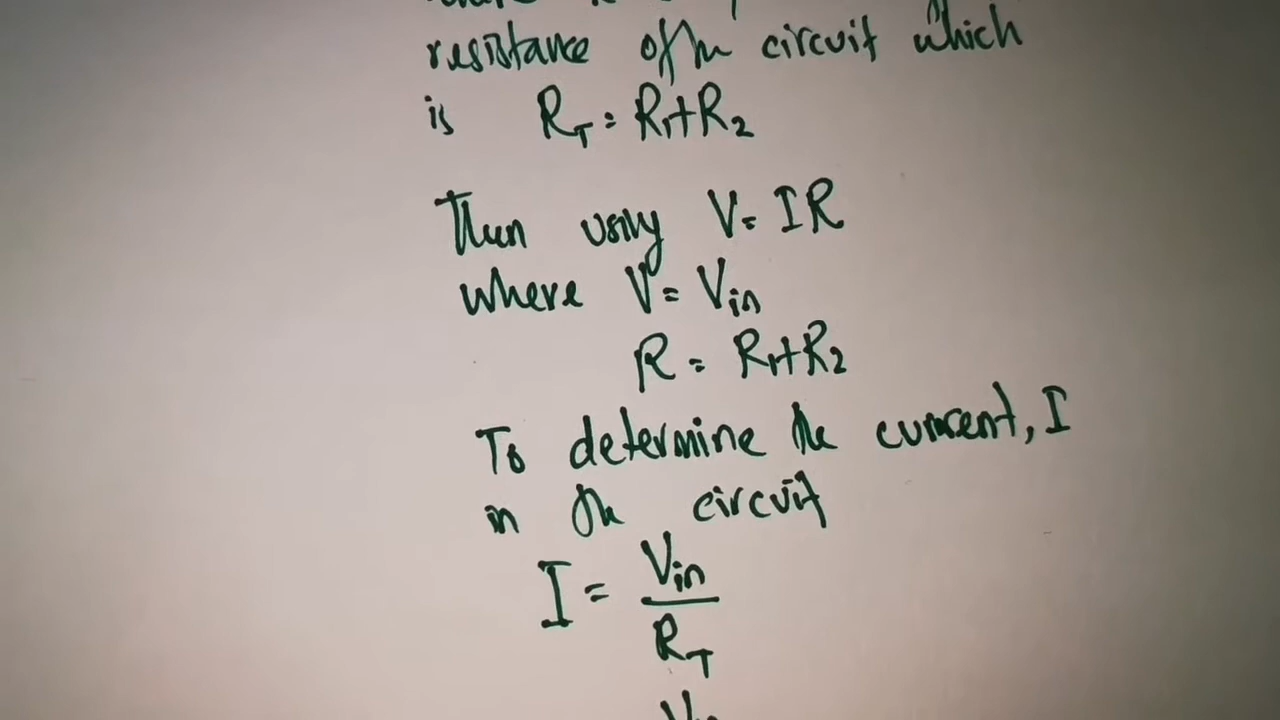 resistance of the circuit which
is R_T = R1+R2
Then using V = IR
where V = Vin
R = R1+R2
To determine the current, I
in the circuit
I = Vin
R_T